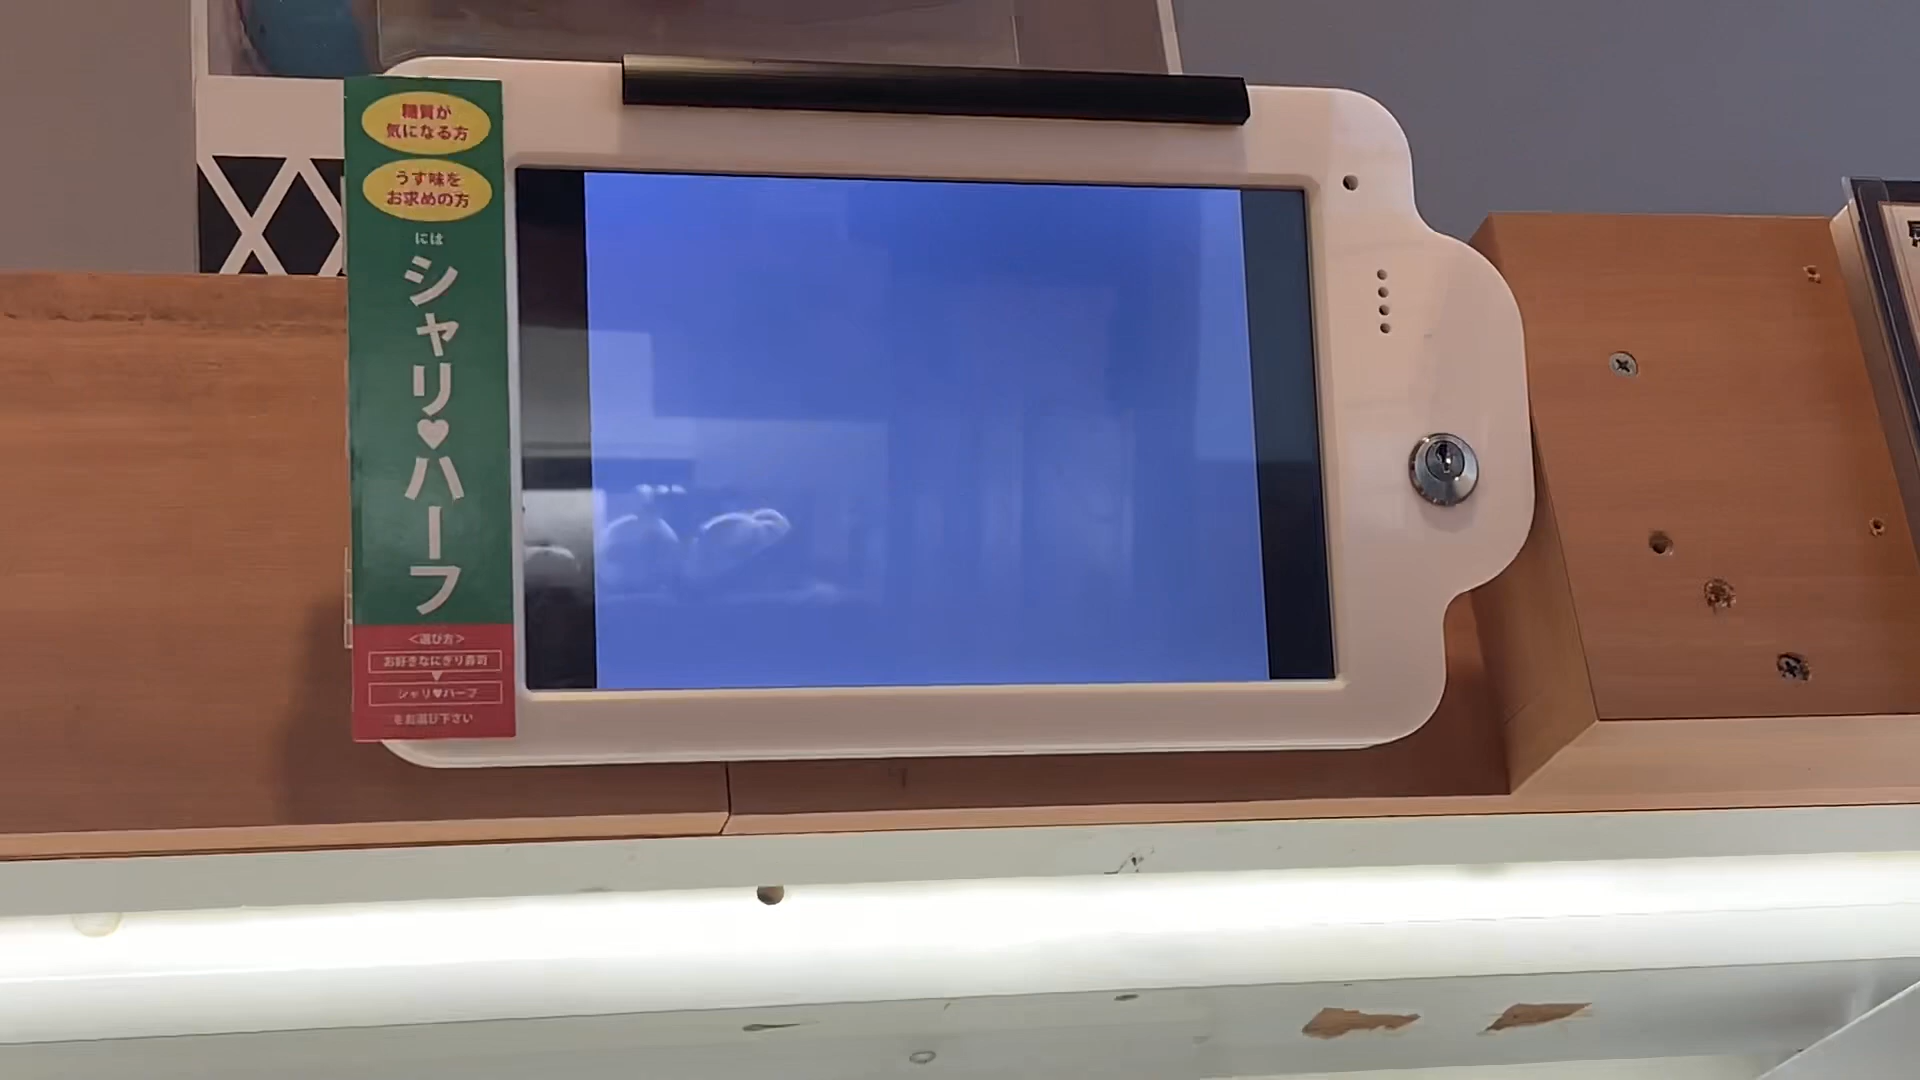 糖質が
気になる方
うす味を
お求めの方
には
シャリ♥ハーフ
<選び方>
お好きなにぎり寿司
▼
シャリ♥ハーフ
をお選び下さい